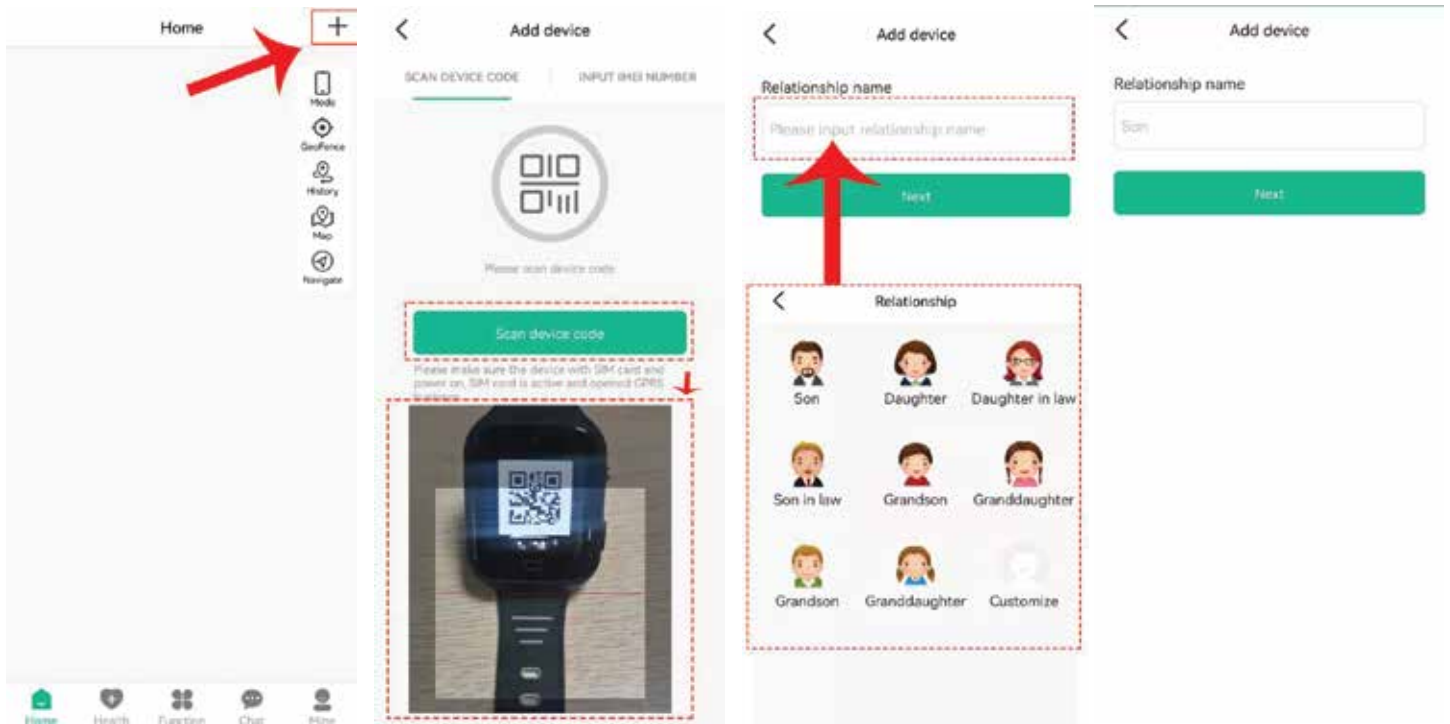 Home
+
Mode
GeoFence
History
Map
Navigate
Home
Health
Function
Chat
Mine
Add device
SCAN DEVICE CODE
INPUT IMEI NUMBER
Please scan device code
Scan device code
Please make sure the device with SIM card and
power on, SIM card is active and opened GPRS
Add device
Relationship name
Please input relationship name
Next
Relationship
Son
Daughter
Daughter in law
Son in law
Grandson
Granddaughter
Grandson
Granddaughter
Customize
Add device
Relationship name
Son
Next